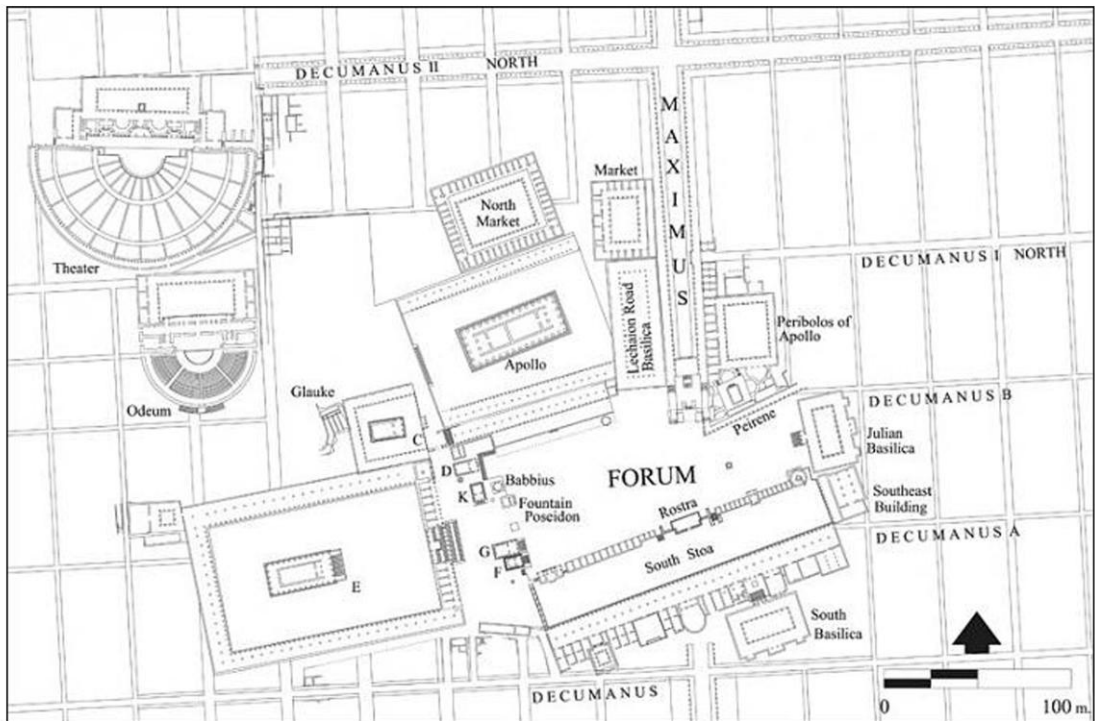 DECUMANUS II NORTH
MAXIMUS
Market
North
Market
Theater
DECUMANUS I NORTH
Lechaion Road
Basilica
Peribolos of
Apollo
Apollo
Glauke
Odeum
C
Peirene
DECUMANUS B
Julian
Basilica
D
K
Babbius
Fountain
Poseidon
FORUM
Rostra
Southeast
Building
G
F
South Stoa
DECUMANUS A
E
South
Basilica
DECUMANUS
0 100 m.